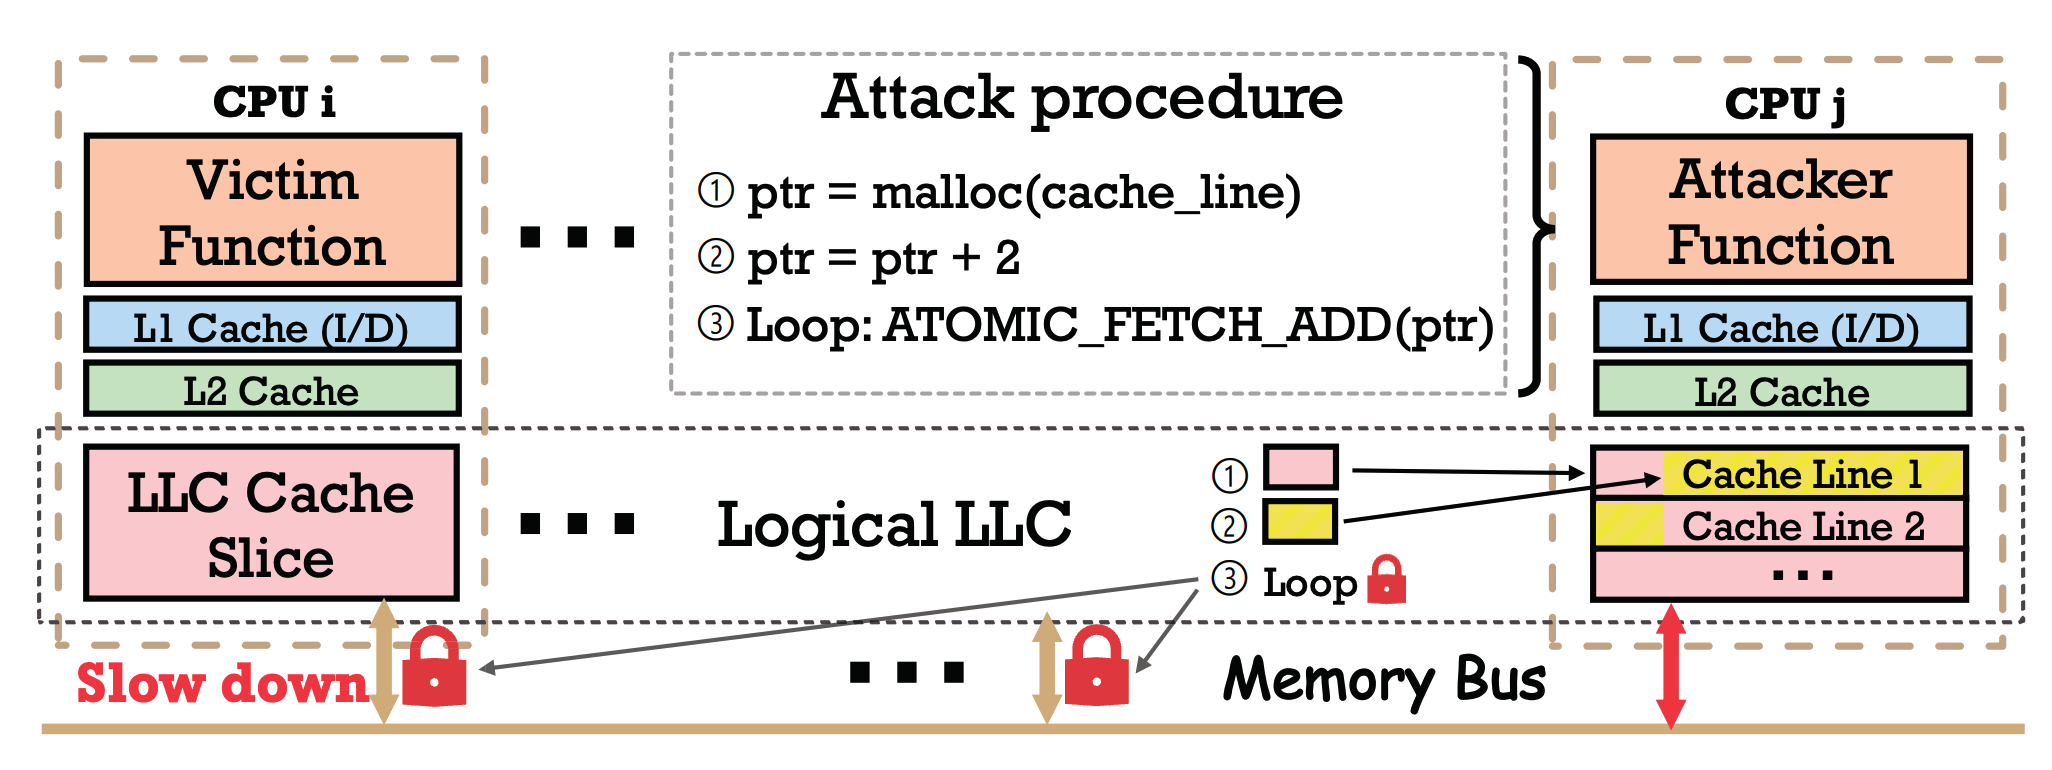 CPU i
Victim
Function
L1 Cache (I/D)
L2 Cache
LLC Cache
Slice
Attack procedure
① ptr = malloc(cache_line)
② ptr = ptr + 2
③ Loop: ATOMIC_FETCH_ADD(ptr)
CPU j
Attacker
Function
L1 Cache (I/D)
L2 Cache
Logical LLC
①
②
③ Loop
Cache Line 1
Cache Line 2
...
Slow down
Memory Bus